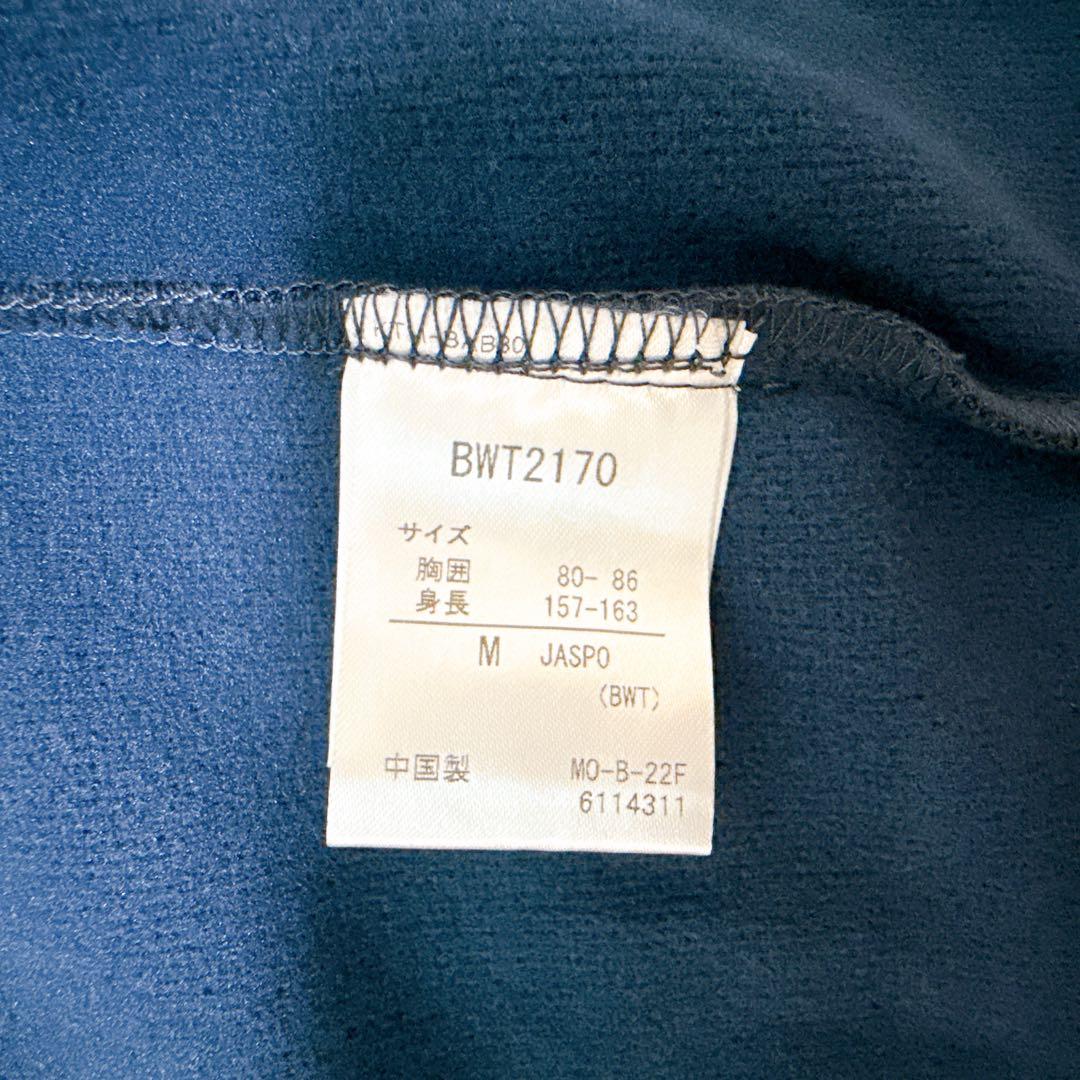 BWT2170
サイズ
胸囲 80- 86
身長 157-163
M JASPO
(BWT)
中国製 MO-B-22F
6114311